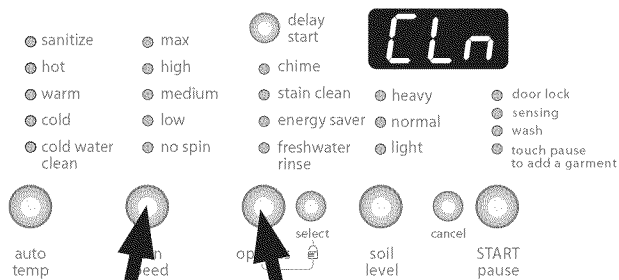 delay
start
CLn
sanitize
max
hot
high
chime
warm
medium
stain clean
heavy
door lock
sensing
cold
low
energy saver
normal
wash
cold water
clean
no spin
freshwater
rinse
light
touch pause
to add a garment
select
cancel
auto
temp
soil
level
START
pause